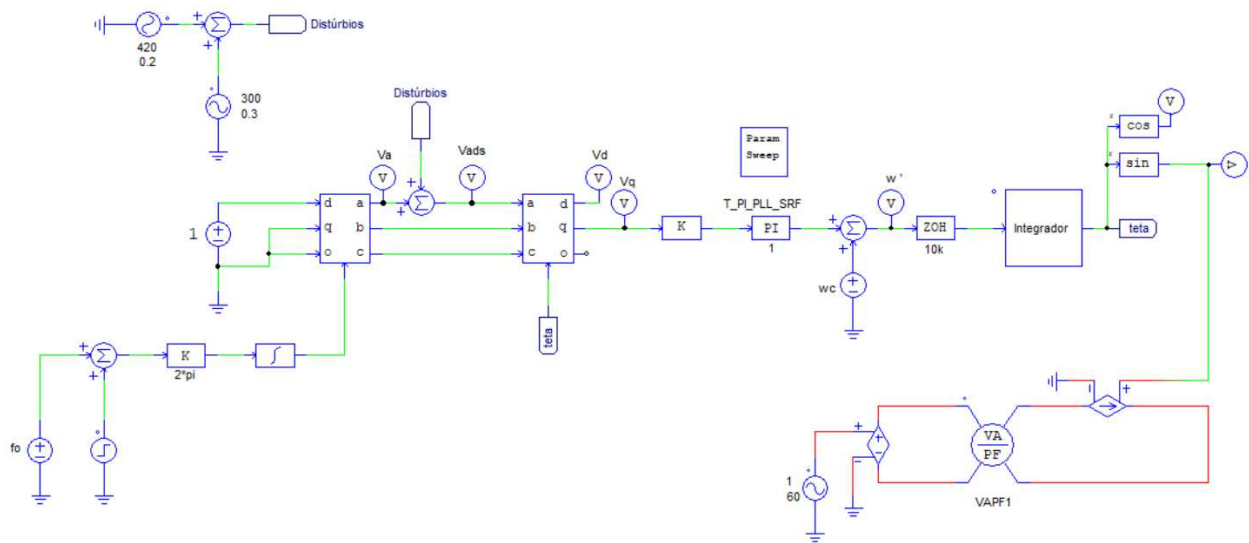 Distúrbios
420
0.2
300
0.3
Distúrbios
Param
Sweep
cos
V
sin
V
Va
V
Vads
V
Vd
V
Vq
V
T_PI_PLL_SRF
w'
V
d a
q b
o c
a d
b q
c o
K
PI
1
ZOH
10k
Integrador
teta
1
wc
teta
K
2*pi
fo
VA
PF
VAPF1
1
60